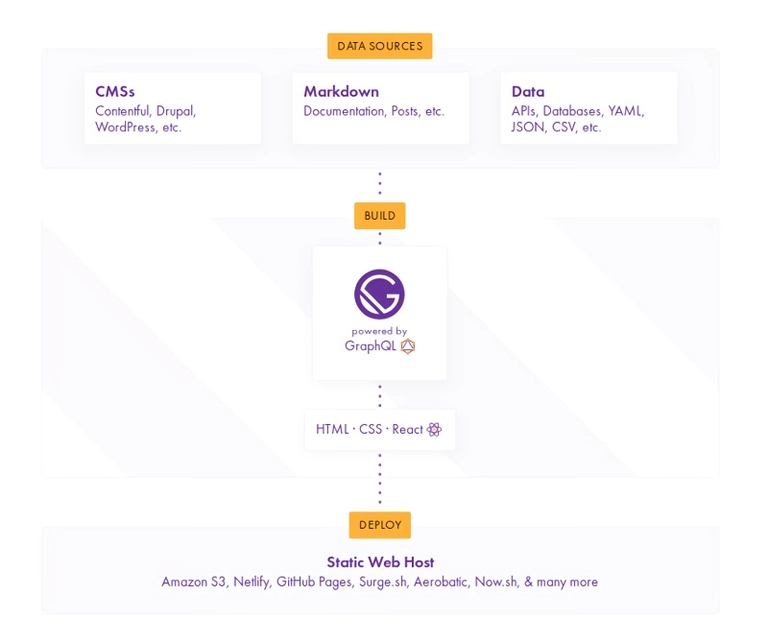 DATA SOURCES
CMSs
Contentful, Drupal,
WordPress, etc.
Markdown
Documentation, Posts, etc.
Data
APIs, Databases, YAML,
JSON, CSV, etc.
BUILD
powered by
GraphQL
HTML · CSS · React
DEPLOY
Static Web Host
Amazon S3, Netlify, GitHub Pages, Surge.sh, Aerobatic, Now.sh, & many more